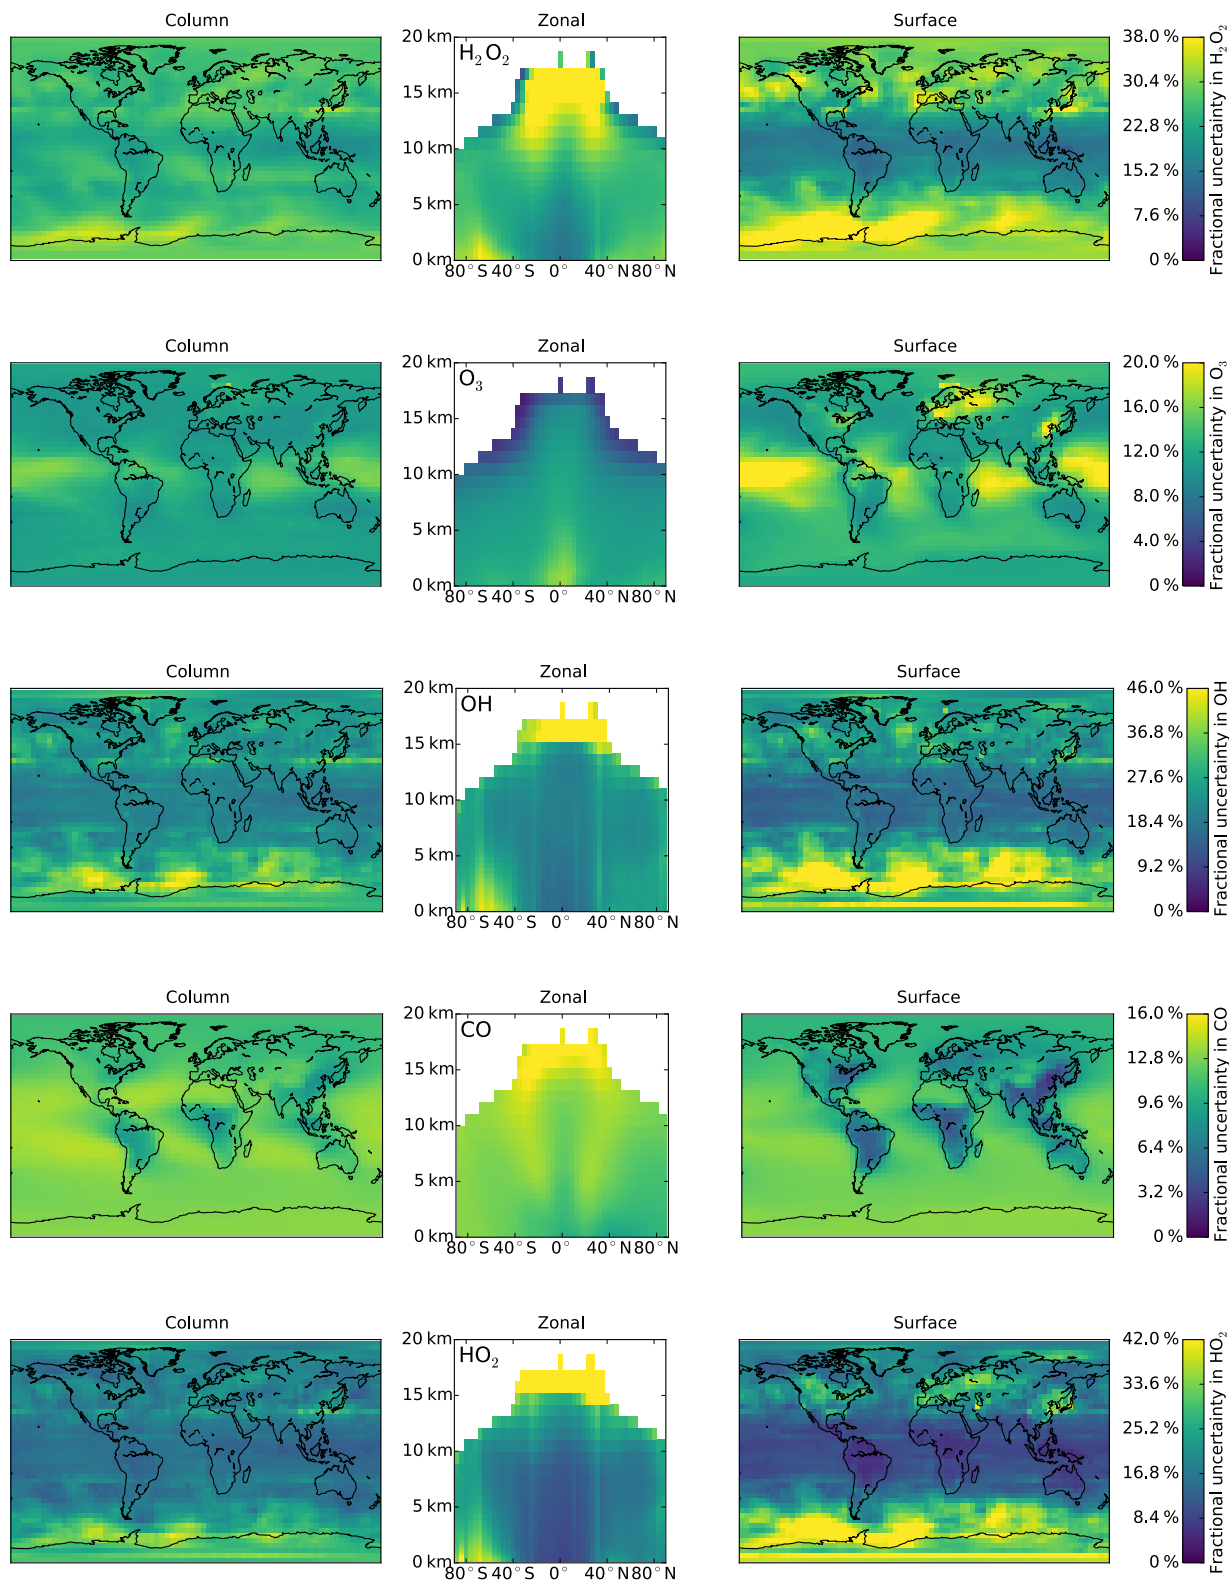 Column
Zonal
Surface
20 km
15 km
10 km
5 km
0 km
H₂O₂
80°S 40°S 0° 40°N 80°N
38.0 %
30.4 %
22.8 %
15.2 %
7.6 %
0 %
Fractional uncertainty in H₂O₂
Column
Zonal
Surface
20 km
15 km
10 km
5 km
0 km
O₃
80°S 40°S 0° 40°N 80°N
20.0 %
16.0 %
12.0 %
8.0 %
4.0 %
0 %
Fractional uncertainty in O₃
Column
Zonal
Surface
20 km
15 km
10 km
5 km
0 km
OH
80°S 40°S 0° 40°N 80°N
46.0 %
36.8 %
27.6 %
18.4 %
9.2 %
0 %
Fractional uncertainty in OH
Column
Zonal
Surface
20 km
15 km
10 km
5 km
0 km
CO
80°S 40°S 0° 40°N 80°N
16.0 %
12.8 %
9.6 %
6.4 %
3.2 %
0 %
Fractional uncertainty in CO
Column
Zonal
Surface
20 km
15 km
10 km
5 km
0 km
HO₂
80°S 40°S 0° 40°N 80°N
42.0 %
33.6 %
25.2 %
16.8 %
8.4 %
0 %
Fractional uncertainty in HO₂